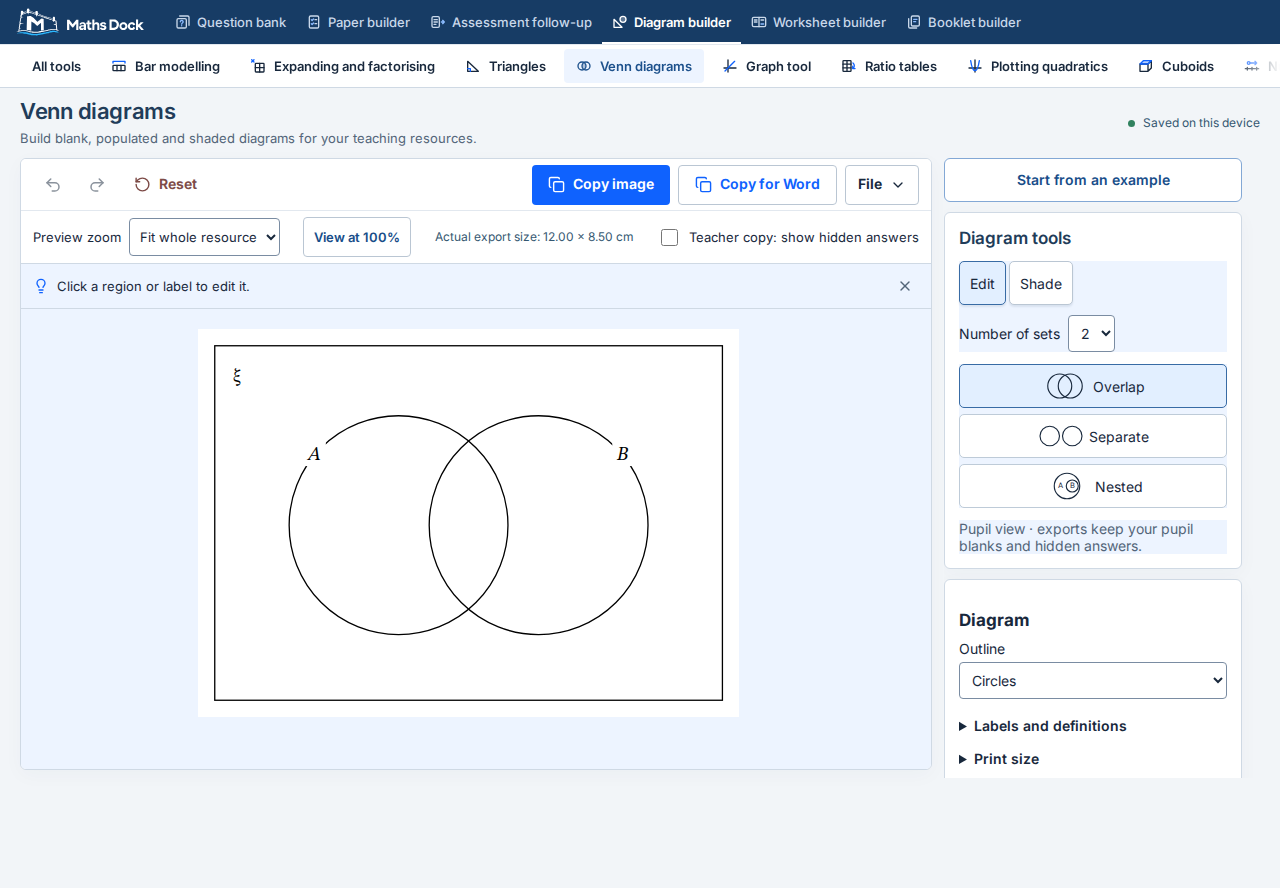 Maths Dock
Question bank
Paper builder
Assessment follow-up
Diagram builder
Worksheet builder
Booklet builder
All tools
Bar modelling
Expanding and factorising
Triangles
Venn diagrams
Graph tool
Ratio tables
Plotting quadratics
Cuboids
Venn diagrams
Build blank, populated and shaded diagrams for your teaching resources.
Saved on this device
Reset
Copy image
Copy for Word
File
Start from an example
Preview zoom
Fit whole resource
View at 100%
Actual export size: 12.00 × 8.50 cm
Teacher copy: show hidden answers
Click a region or label to edit it.
ξ
A
B
Diagram tools
Edit
Shade
Number of sets
2
Overlap
Separate
A B
Nested
Pupil view · exports keep your pupil
blanks and hidden answers.
Diagram
Outline
Circles
Labels and definitions
Print size